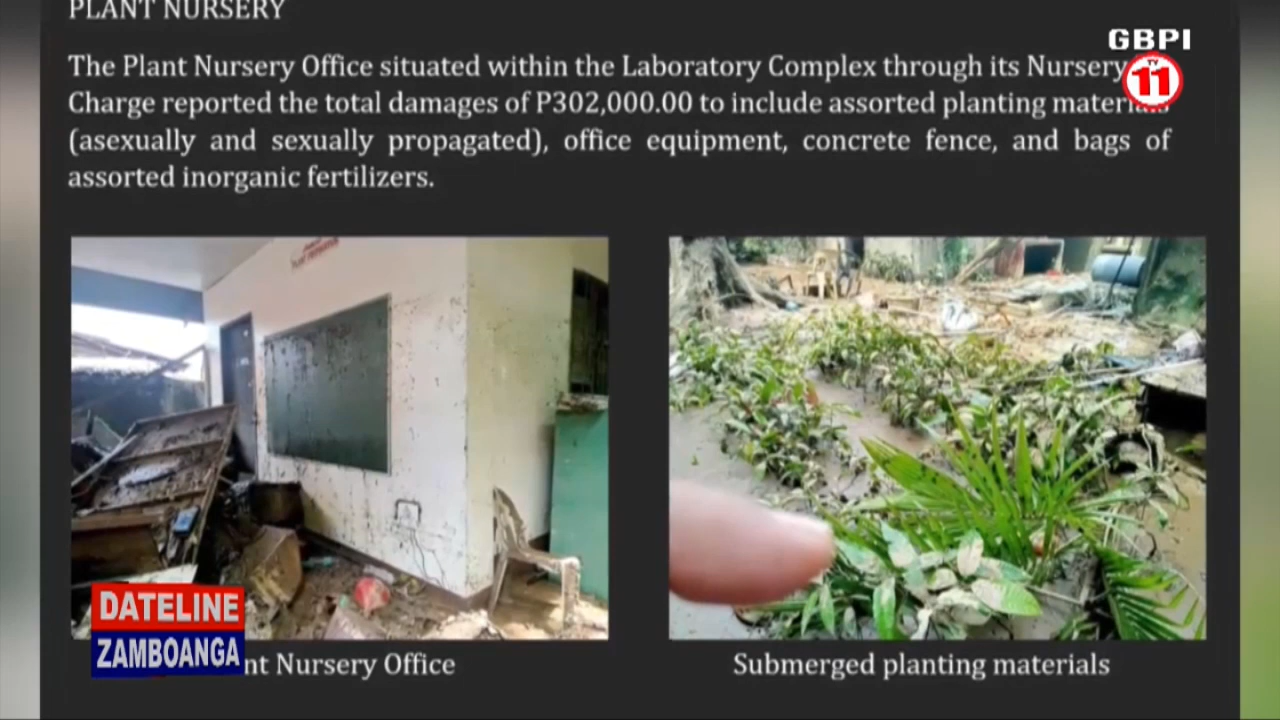 PLANT NURSERY
GBPI
TV
11
The Plant Nursery Office situated within the Laboratory Complex through its Nursery
Charge reported the total damages of P302,000.00 to include assorted planting
(asexually and sexually propagated), office equipment, concrete fence, and bags of
assorted inorganic fertilizers.
Nursery Office
Submerged planting materials
DATELINE
ZAMBOANGA